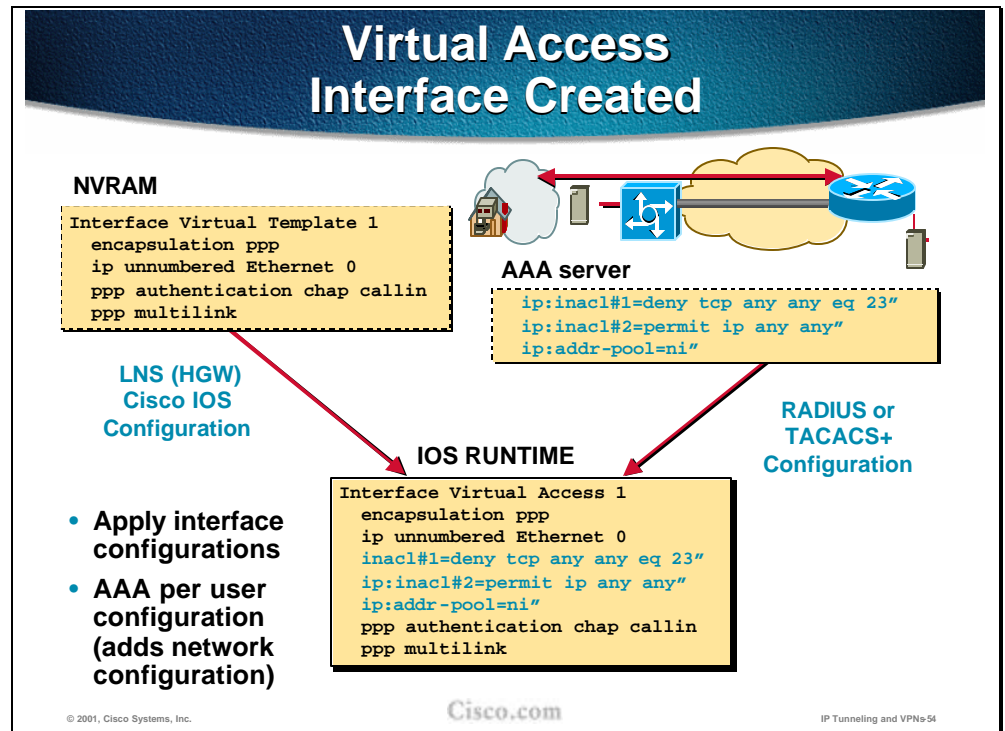 Virtual Access
Interface Created
NVRAM
Interface Virtual Template 1
encapsulation ppp
ip unnumbered Ethernet 0
ppp authentication chap callin
ppp multilink
AAA server
ip:inacl#1=deny tcp any any eq 23″
ip:inacl#2=permit ip any any″
ip:addr-pool=ni″
LNS (HGW)
Cisco IOS
Configuration
RADIUS or
TACACS+
Configuration
IOS RUNTIME
Interface Virtual Access 1
encapsulation ppp
ip unnumbered Ethernet 0
inacl#1=deny tcp any any eq 23″
ip:inacl#2=permit ip any any″
ip:addr-pool=ni″
ppp authentication chap callin
ppp multilink
• Apply interface
configurations
• AAA per user
configuration
(adds network
configuration)
© 2001, Cisco Systems, Inc.
Cisco.com
IP Tunneling and VPNs-54